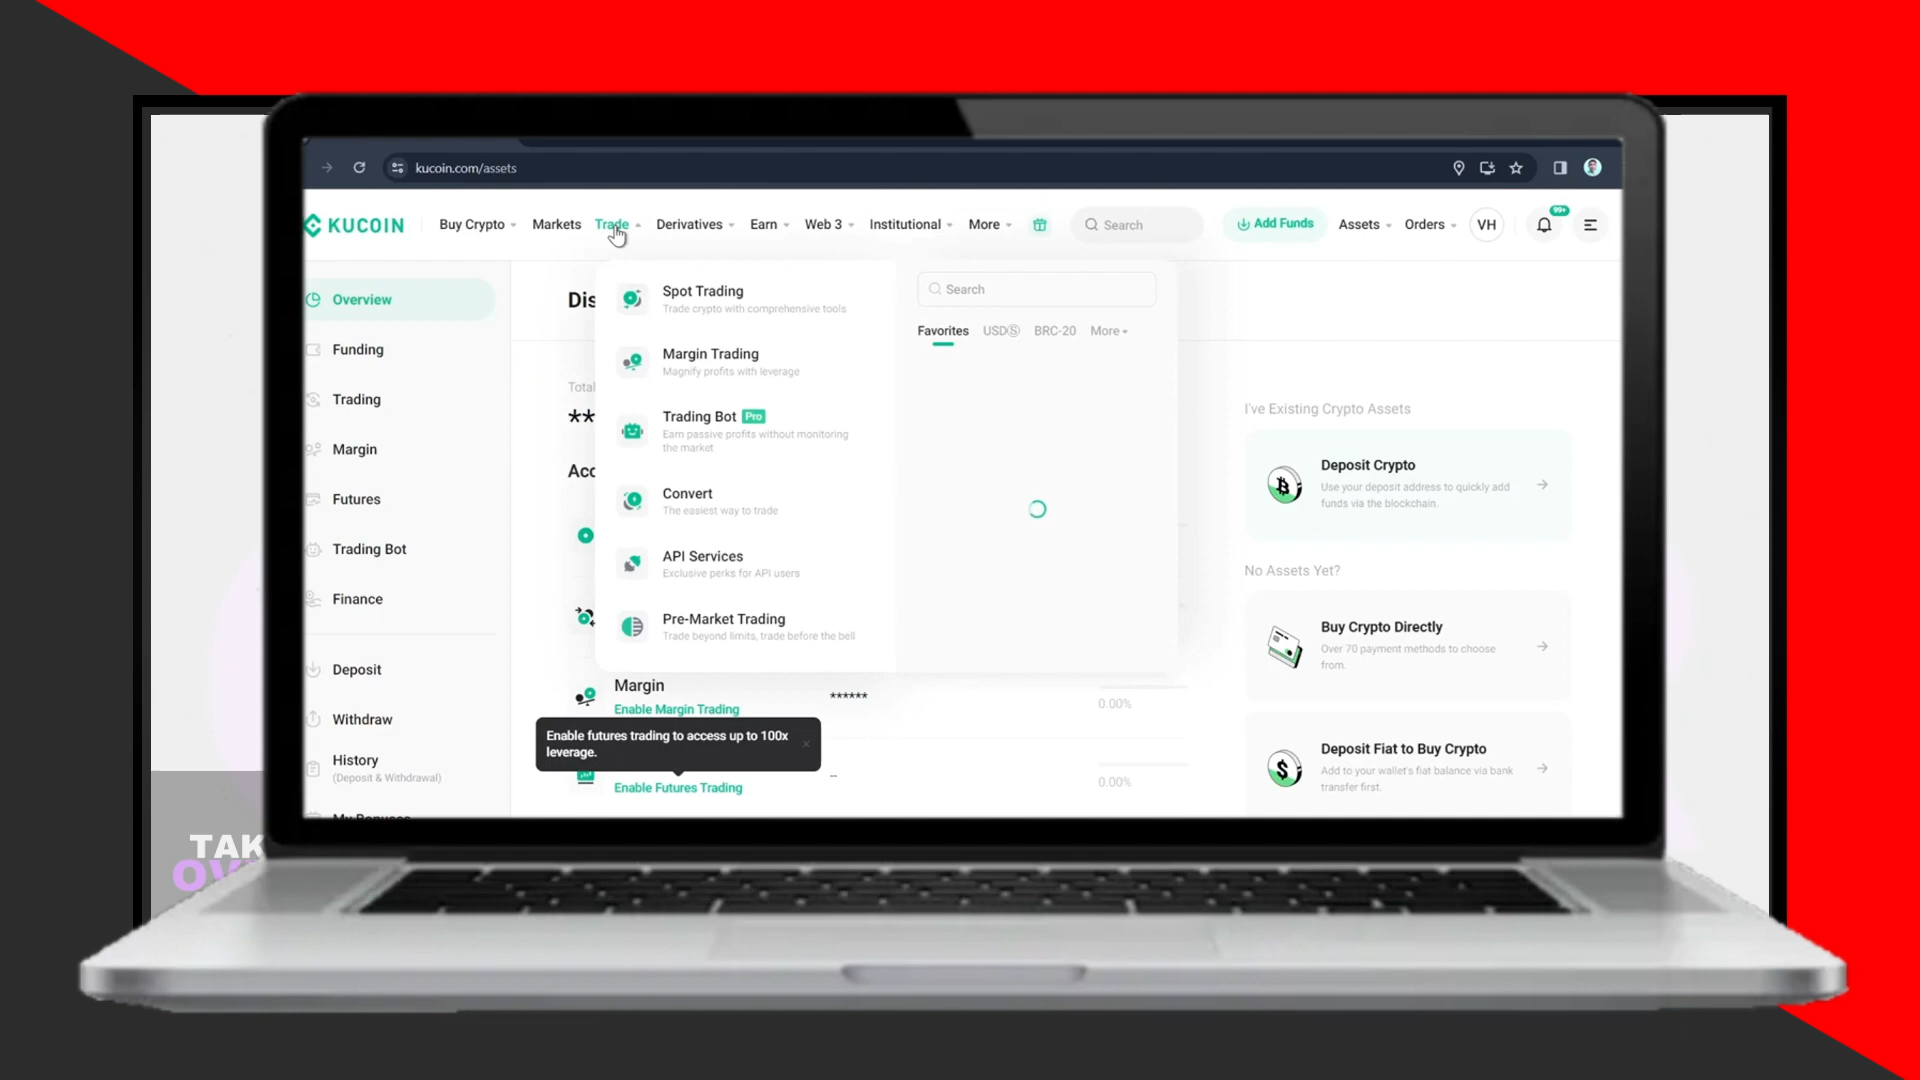 kucoin.com/assets
KUCOIN
Buy Crypto
Markets
Trade
Derivatives
Earn
Web 3
Institutional
More
Search
Add Funds
Assets
Orders
VH
99+
Overview
Funding
Trading
Margin
Futures
Trading Bot
Finance
Deposit
Withdraw
History
(Deposit & Withdrawal)
My Bonuses
Dis
Total
**
Acc
Spot Trading
Trade crypto with comprehensive tools
Margin Trading
Magnify profits with leverage
Trading Bot Pro
Earn passive profits without monitoring
the market
Convert
The easiest way to trade
API Services
Exclusive perks for API users
Pre-Market Trading
Trade beyond limits, trade before the bell
Search
Favorites USDⓈ BRC-20 More
Margin
******
0.00%
Enable Margin Trading
Enable futures trading to access up to 100x
leverage.
--
0.00%
Enable Futures Trading
I've Existing Crypto Assets
Deposit Crypto
Use your deposit address to quickly add
funds via the blockchain.
No Assets Yet?
Buy Crypto Directly
Over 70 payment methods to choose
from.
Deposit Fiat to Buy Crypto
Add to your wallet's fiat balance via bank
transfer first.
TAK
OV